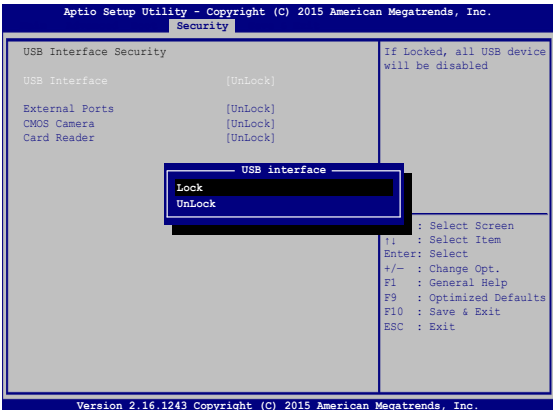 Aptio Setup Utility - Copyright (C) 2015 American Megatrends, Inc.
Security
USB Interface Security
USB Interface [UnLock]
External Ports [UnLock]
CMOS Camera [UnLock]
Card Reader [UnLock]
If Locked, all USB device
will be disabled
USB interface
Lock
UnLock
: Select Screen
↑↓ : Select Item
Enter: Select
+/— : Change Opt.
F1 : General Help
F9 : Optimized Defaults
F10 : Save & Exit
ESC : Exit
Version 2.16.1243 Copyright (C) 2015 American Megatrends, Inc.